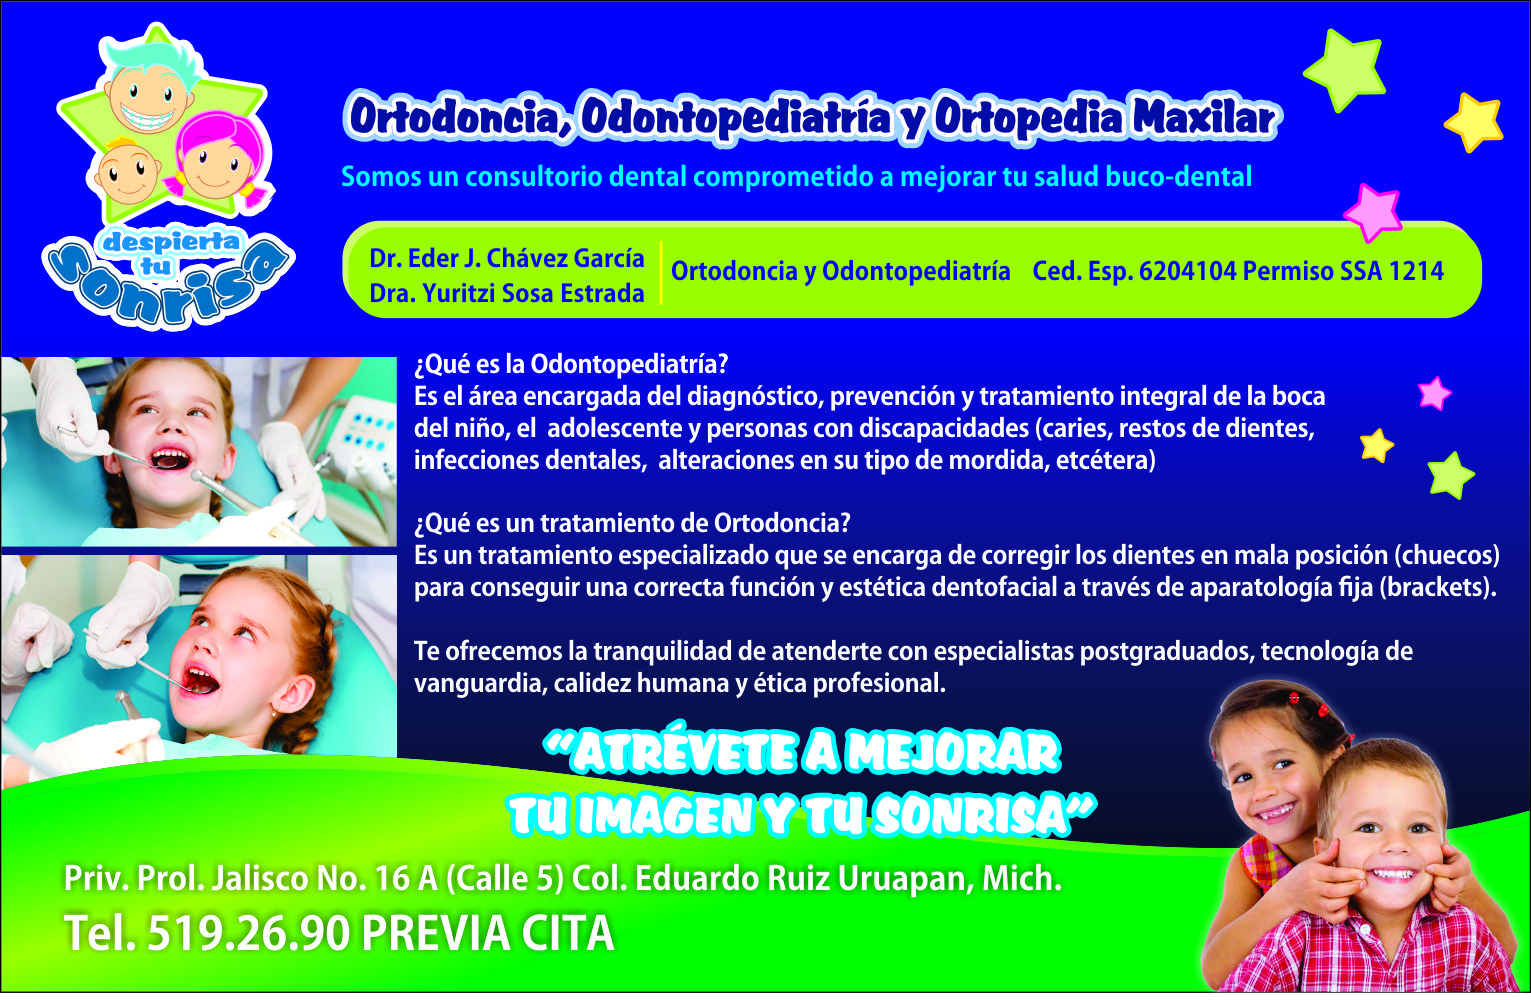 despierta
tu
sonrisa
Ortodoncia, Odontopediatría y Ortopedia Maxilar
Somos un consultorio dental comprometido a mejorar tu salud buco-dental
Dr. Eder J. Chávez García
Dra. Yuritzi Sosa Estrada
Ortodoncia y Odontopediatría Ced. Esp. 6204104 Permiso SSA 1214
¿Qué es la Odontopediatría?
Es el área encargada del diagnóstico, prevención y tratamiento integral de la boca
del niño, el adolescente y personas con discapacidades (caries, restos de dientes,
infecciones dentales, alteraciones en su tipo de mordida, etcétera)
¿Qué es un tratamiento de Ortodoncia?
Es un tratamiento especializado que se encarga de corregir los dientes en mala posición (chuecos)
para conseguir una correcta función y estética dentofacial a través de aparatología fija (brackets).
Te ofrecemos la tranquilidad de atenderte con especialistas postgraduados, tecnología de
vanguardia, calidez humana y ética profesional.
“ATRÉVETE A MEJORAR
TU IMAGEN Y TU SONRISA”
Priv. Prol. Jalisco No. 16 A (Calle 5) Col. Eduardo Ruiz Uruapan, Mich.
Tel. 519.26.90 PREVIA CITA